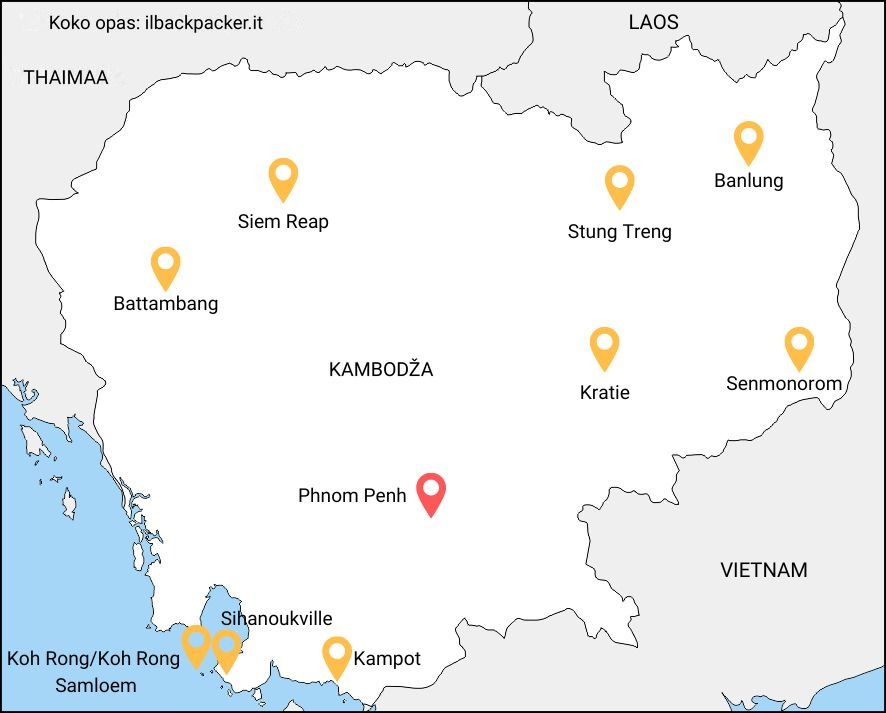 Koko opas: ilbackpacker.it
LAOS
THAIMAA
Banlung
Siem Reap
Stung Treng
Battambang
KAMBODŽA
Senmonorom
Kratie
Phnom Penh
VIETNAM
Sihanoukville
Koh Rong/Koh Rong
Samloem
Kampot